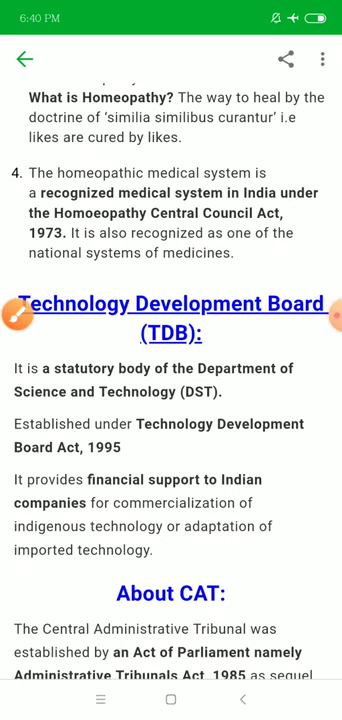 6:40 PM
What is Homeopathy? The way to heal by the
doctrine of ‘similia similibus curantur’ i.e
likes are cured by likes.
4. The homeopathic medical system is
a recognized medical system in India under
the Homoeopathy Central Council Act,
1973. It is also recognized as one of the
national systems of medicines.
Technology Development Board
(TDB):
It is a statutory body of the Department of
Science and Technology (DST).
Established under Technology Development
Board Act, 1995
It provides financial support to Indian
companies for commercialization of
indigenous technology or adaptation of
imported technology.
About CAT:
The Central Administrative Tribunal was
established by an Act of Parliament namely
Administrative Tribunals Act, 1985 as sequel